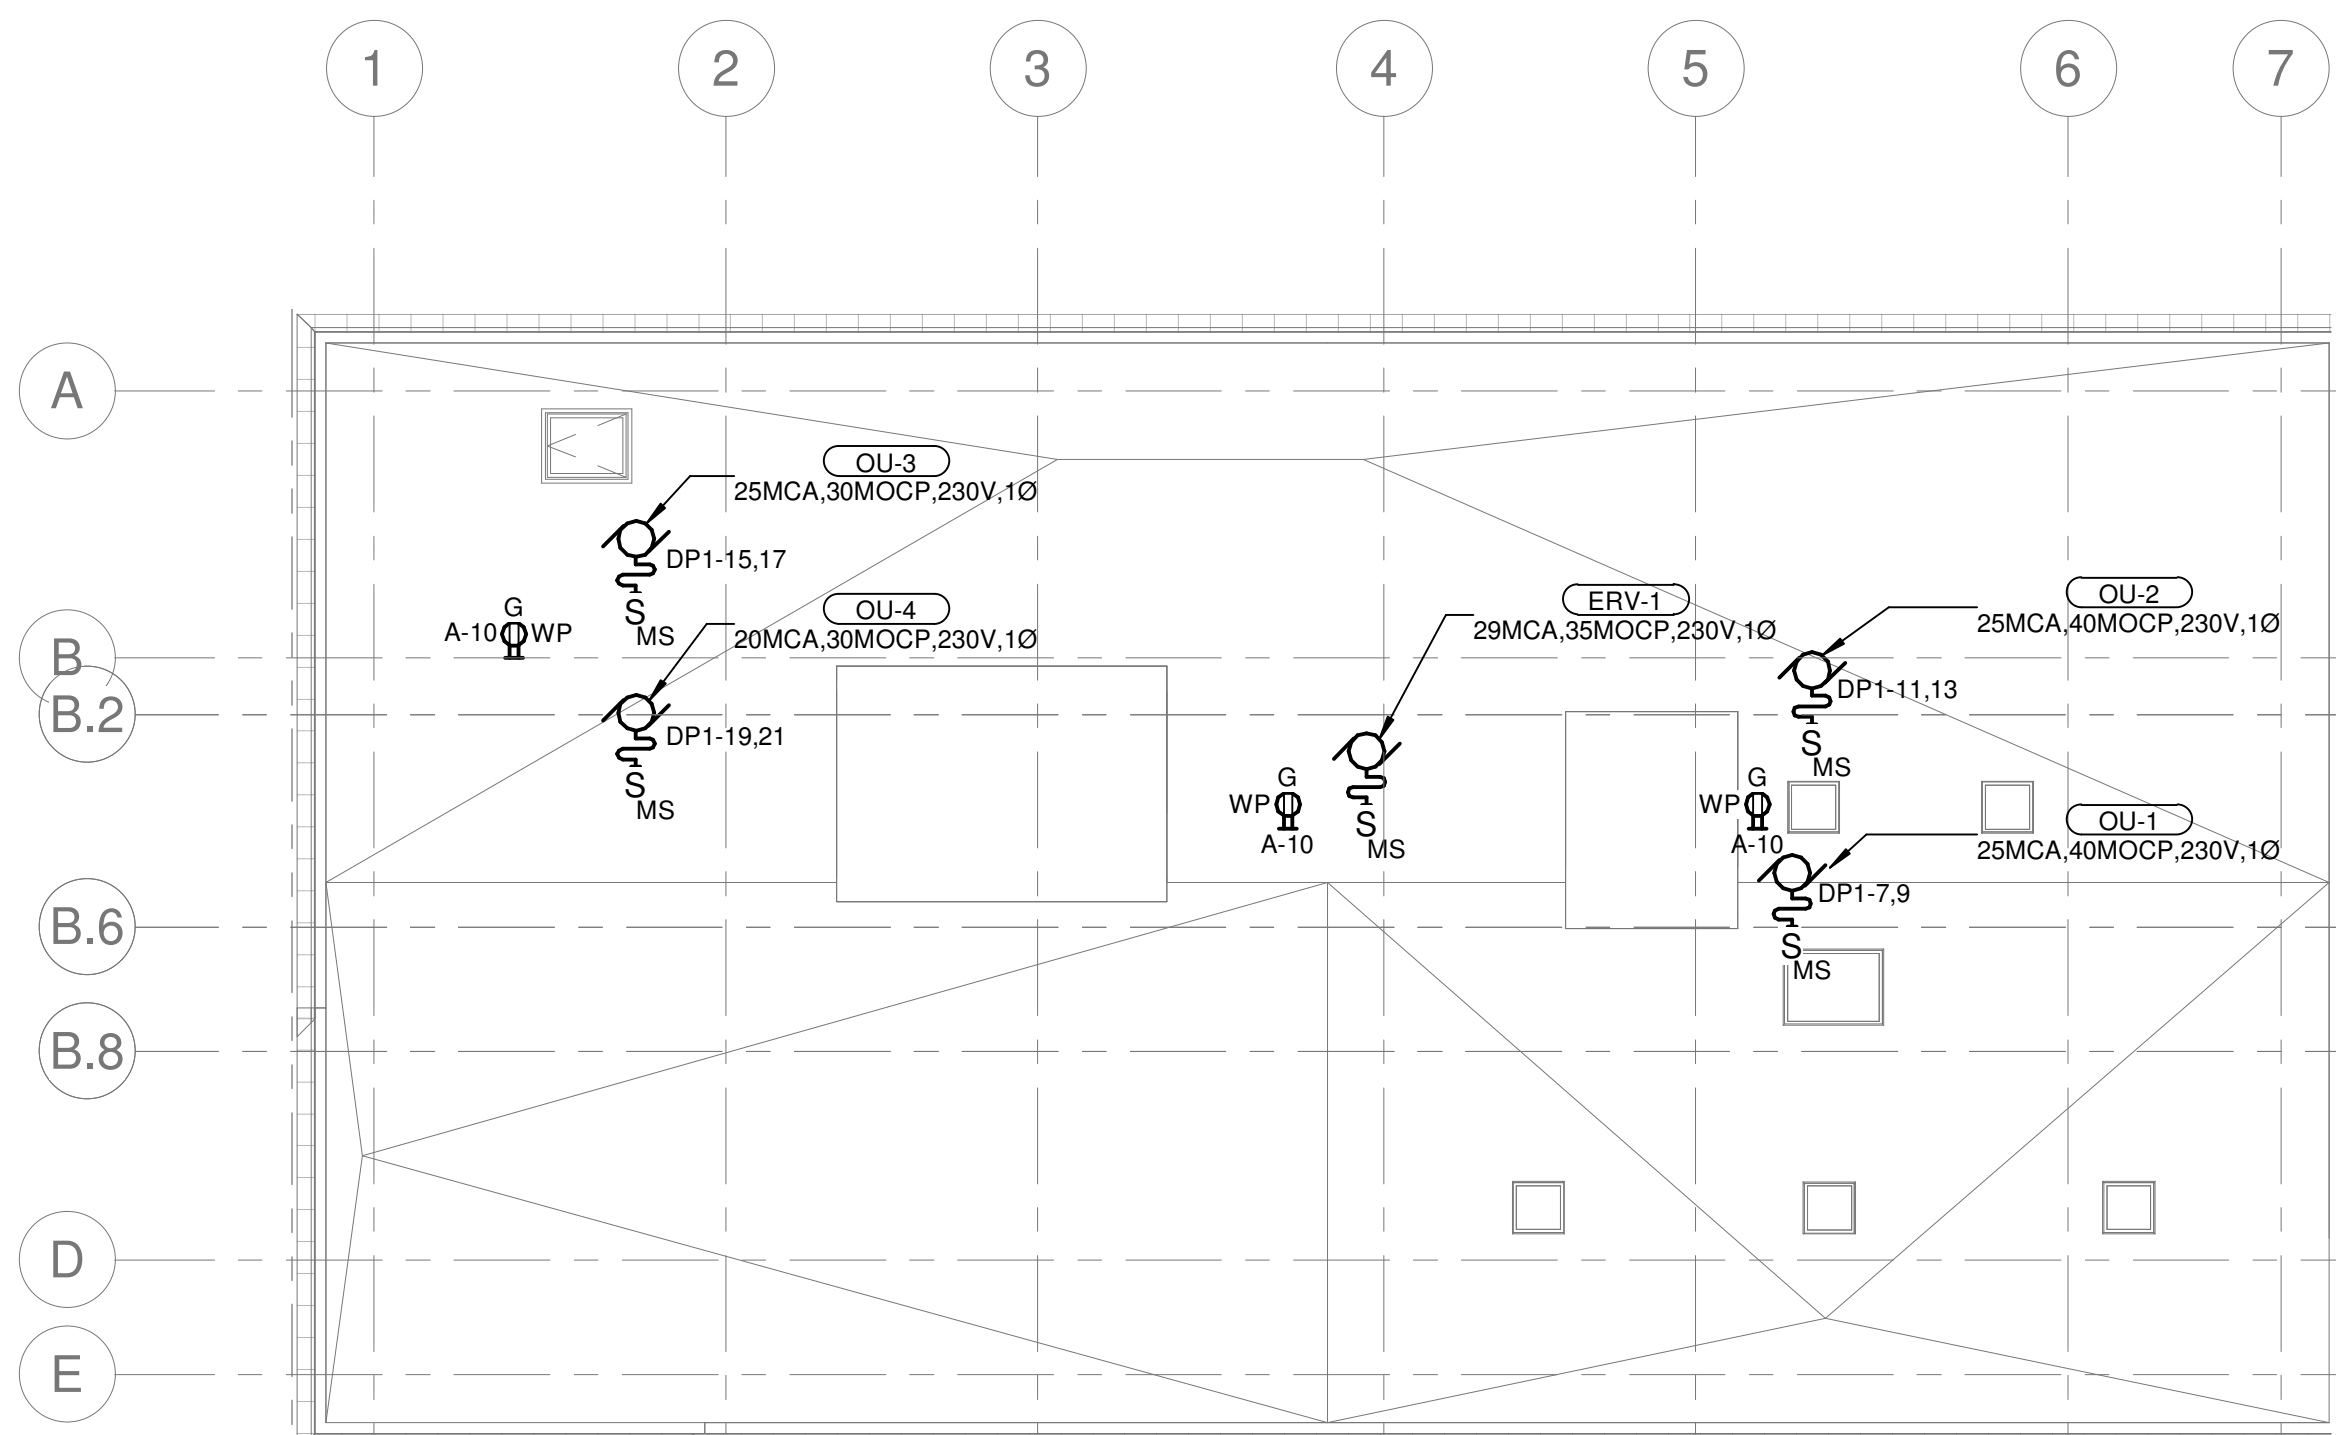 1
2
3
4
5
6
7
A
OU-3
25MCA,30MOCP,230V,1Ø
DP1-15,17
S
MS
G
A-10 WP
OU-4
20MCA,30MOCP,230V,1Ø
DP1-19,21
S
MS
ERV-1
29MCA,35MOCP,230V,1Ø
S
MS
G
WP
A-10
OU-2
25MCA,40MOCP,230V,1Ø
DP1-11,13
S
MS
G
WP
A-10
OU-1
25MCA,40MOCP,230V,1Ø
DP1-7,9
S
MS
B
B.2
B.6
B.8
D
E